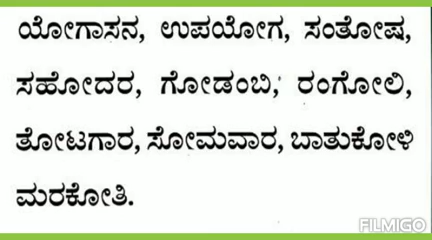 ಯೋಗಾಸನ, ಉಪಯೋಗ, ಸಂತೋಷ,
ಸಹೋದರ, ಗೋಡಂಬಿ, ರಂಗೋಲಿ,
ತೋಟಗಾರ, ಸೋಮವಾರ, ಬಾತುಕೋಳಿ
ಮರಕೋತಿ.
FILMIGO